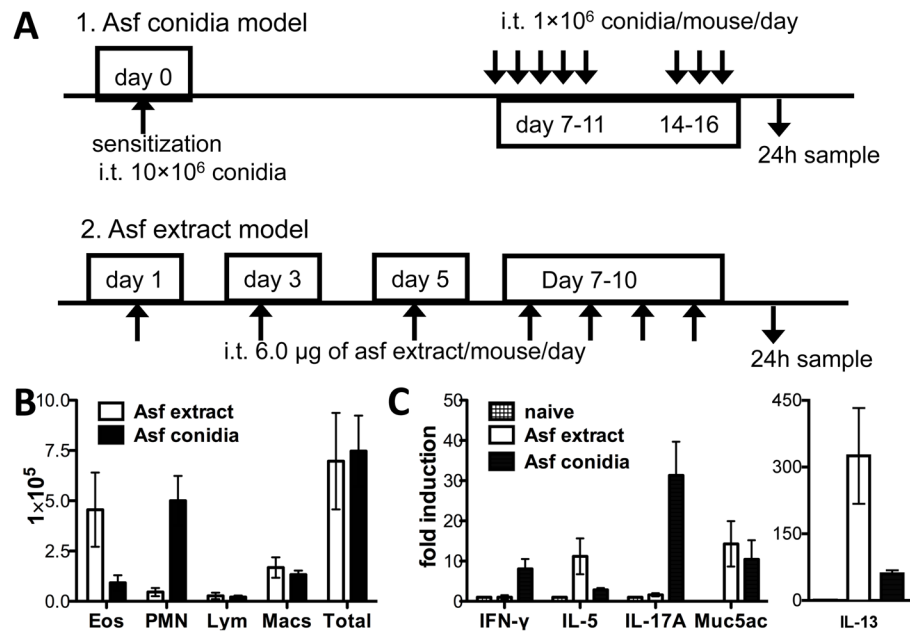 A
1. Asf conidia model
i.t. 1×10⁶ conidia/mouse/day
day 0
sensitization
i.t. 10×10⁶ conidia
day 7-11 14-16
24h sample
2. Asf extract model
day 1 day 3 day 5 Day 7-10
i.t. 6.0 µg of asf extract/mouse/day
24h sample
B
10.0
7.5
5.0
2.5
0.0
1×10⁵
Asf extract
Asf conidia
Eos PMN Lym Macs Total
C
50
40
30
20
10
0
fold induction
naive
Asf extract
Asf conidia
IFN-γ IL-5 IL-17A Muc5ac
450
300
150
0
IL-13